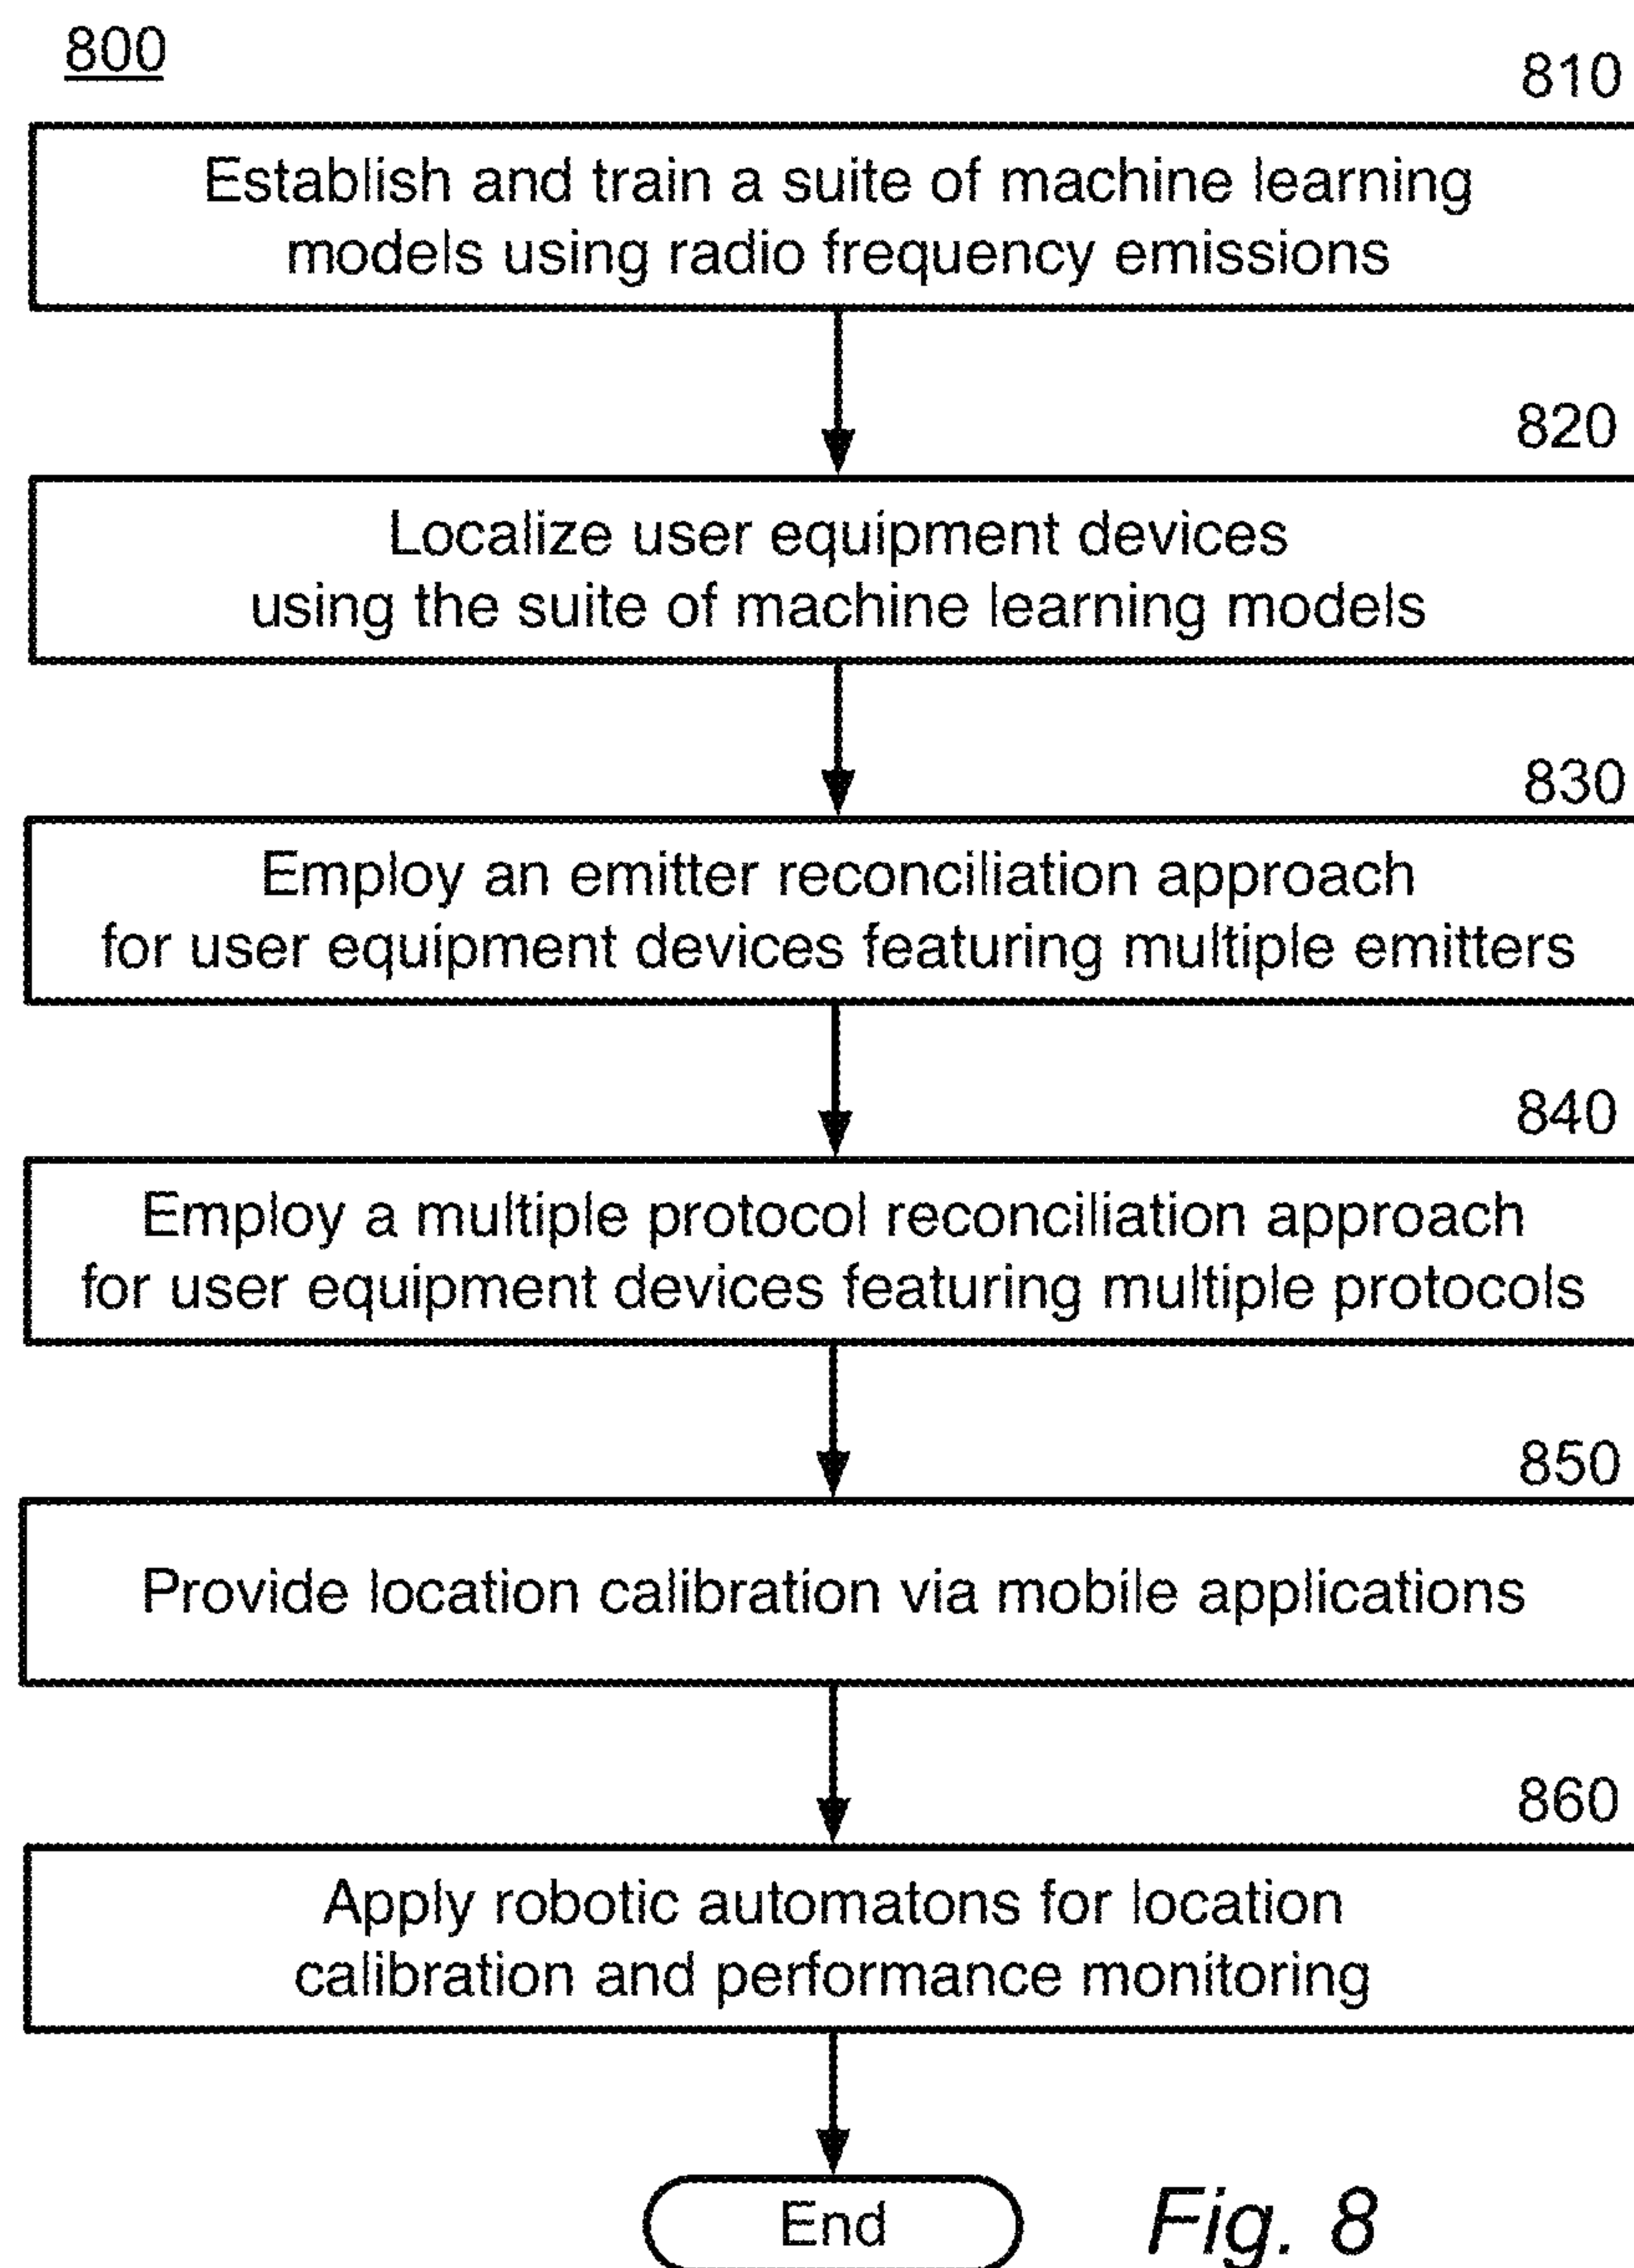 800
810
Establish and train a suite of machine learning
models using radio frequency emissions
820
Localize user equipment devices
using the suite of machine learning models
830
Employ an emitter reconciliation approach
for user equipment devices featuring multiple emitters
840
Employ a multiple protocol reconciliation approach
for user equipment devices featuring multiple protocols
850
Provide location calibration via mobile applications
860
Apply robotic automatons for location
calibration and performance monitoring
End
Fig. 8